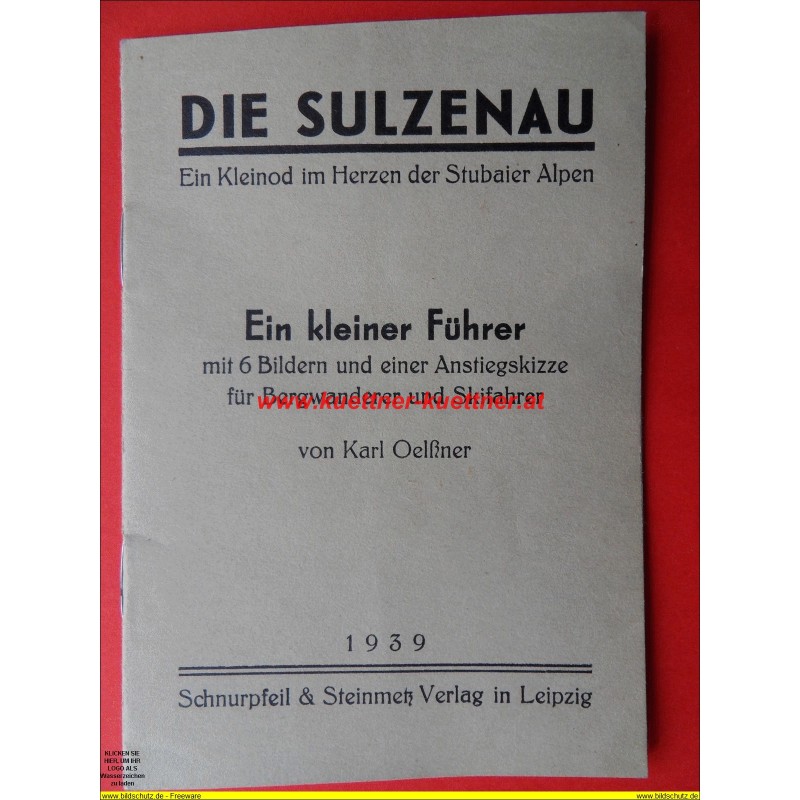 DIE SULZENAU
Ein Kleinod im Herzen der Stubaier Alpen
Ein kleiner Führer
mit 6 Bildern und einer Anstiegskizze
für Bergwanderer und Skifahrer
www.kuettner-kuettner.at
von Karl Oelßner
1939
Schnurpfeil & Steinmetz Verlag in Leipzig
KLICKEN SIE
HIER, UM IHR
LOGO ALS
Wasserzeichen
zu laden
www.bildschutz.de - Freeware
www.bildschutz.de